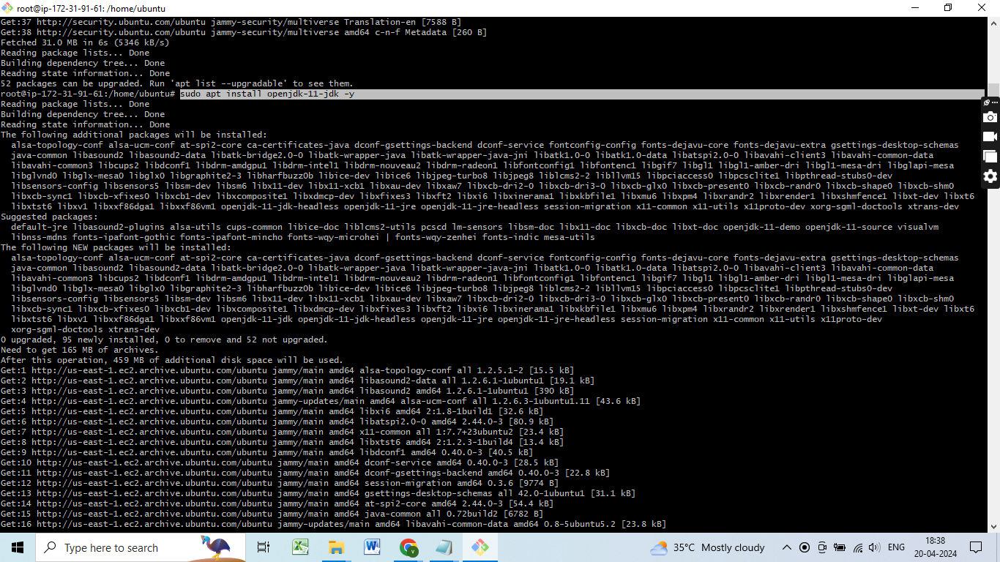 root@ip-172-31-91-61: /home/ubuntu
Get:37 http://security.ubuntu.com/ubuntu jammy-security/multiverse Translation-en [7588 B]
Get:38 http://security.ubuntu.com/ubuntu jammy-security/multiverse amd64 c-n-f Metadata [260 B]
Fetched 31.0 MB in 6s (5346 kB/s)
Reading package lists... Done
Building dependency tree... Done
Reading state information... Done
52 packages can be upgraded. Run 'apt list --upgradable' to see them.
root@ip-172-31-91-61:/home/ubuntu# sudo apt install openjdk-11-jdk -y
Reading package lists... Done
Building dependency tree... Done
Reading state information... Done
The following additional packages will be installed:
alsa-topology-conf alsa-ucm-conf at-spi2-core ca-certificates-java dconf-gsettings-backend dconf-service fontconfig-config fonts-dejavu-core fonts-dejavu-extra gsettings-desktop-schemas
java-common libasound2 libasound2-data libatk-bridge2.0-0 libatk-wrapper-java libatk-wrapper-java-jni libatk1.0-0 libatk1.0-data libatspi2.0-0 libavahi-client3 libavahi-common-data
libavahi-common3 libcups2 libdconf1 libdrm-amdgpu1 libdrm-intel1 libdrm-nouveau2 libdrm-radeon1 libfontconfig1 libfontenc1 libgif7 libgl1 libgl1-amber-dri libgl1-mesa-dri libglapi-mesa
libglvnd0 libglx-mesa0 libglx0 libgraphite2-3 libharfbuzz0b libice-dev libice6 libjpeg-turbo8 libjpeg8 liblcms2-2 libllvm15 libpciaccess0 libpcsclite1 libpthread-stubs0-dev
libsensors-config libsensors5 libsm-dev libsm6 libx11-dev libx11-xcb1 libxau-dev libxaw7 libxcb-dri2-0 libxcb-dri3-0 libxcb-glx0 libxcb-present0 libxcb-randr0 libxcb-shape0 libxcb-shm0
libxcb-sync1 libxcb-xfixes0 libxcb1-dev libxcomposite1 libxdmcp-dev libxfixes3 libxft2 libxi6 libxinerama1 libxkbfile1 libxmu6 libxpm4 libxrandr2 libxrender1 libxshmfence1 libxt-dev libxt6
libxtst6 libxv1 libxxf86dga1 libxxf86vm1 openjdk-11-jdk-headless openjdk-11-jre openjdk-11-jre-headless session-migration x11-common x11-utils x11proto-dev xorg-sgml-doctools xtrans-dev
Suggested packages:
default-jre libasound2-plugins alsa-utils cups-common libice-doc liblcms2-utils pcscd lm-sensors libsm-doc libx11-doc libxcb-doc libxt-doc openjdk-11-demo openjdk-11-source visualvm
libnss-mdns fonts-ipafont-gothic fonts-ipafont-mincho fonts-wqy-microhei | fonts-wqy-zenhei fonts-indic mesa-utils
The following NEW packages will be installed:
alsa-topology-conf alsa-ucm-conf at-spi2-core ca-certificates-java dconf-gsettings-backend dconf-service fontconfig-config fonts-dejavu-core fonts-dejavu-extra gsettings-desktop-schemas
java-common libasound2 libasound2-data libatk-bridge2.0-0 libatk-wrapper-java libatk-wrapper-java-jni libatk1.0-0 libatk1.0-data libatspi2.0-0 libavahi-client3 libavahi-common-data
libavahi-common3 libcups2 libdconf1 libdrm-amdgpu1 libdrm-intel1 libdrm-nouveau2 libdrm-radeon1 libfontconfig1 libfontenc1 libgif7 libgl1 libgl1-amber-dri libgl1-mesa-dri libglapi-mesa
libglvnd0 libglx-mesa0 libglx0 libgraphite2-3 libharfbuzz0b libice-dev libice6 libjpeg-turbo8 libjpeg8 liblcms2-2 libllvm15 libpciaccess0 libpcsclite1 libpthread-stubs0-dev
libsensors-config libsensors5 libsm-dev libsm6 libx11-dev libx11-xcb1 libxau-dev libxaw7 libxcb-dri2-0 libxcb-dri3-0 libxcb-glx0 libxcb-present0 libxcb-randr0 libxcb-shape0 libxcb-shm0
libxcb-sync1 libxcb-xfixes0 libxcb1-dev libxcomposite1 libxdmcp-dev libxfixes3 libxft2 libxi6 libxinerama1 libxkbfile1 libxmu6 libxpm4 libxrandr2 libxrender1 libxshmfence1 libxt-dev libxt6
libxtst6 libxv1 libxxf86dga1 libxxf86vm1 openjdk-11-jdk openjdk-11-jdk-headless openjdk-11-jre openjdk-11-jre-headless session-migration x11-common x11-utils x11proto-dev
xorg-sgml-doctools xtrans-dev
0 upgraded, 95 newly installed, 0 to remove and 52 not upgraded.
Need to get 165 MB of archives.
After this operation, 459 MB of additional disk space will be used.
Get:1 http://us-east-1.ec2.archive.ubuntu.com/ubuntu jammy/main amd64 alsa-topology-conf all 1.2.5.1-2 [15.5 kB]
Get:2 http://us-east-1.ec2.archive.ubuntu.com/ubuntu jammy/main amd64 libasound2-data all 1.2.6.1-1ubuntu1 [19.1 kB]
Get:3 http://us-east-1.ec2.archive.ubuntu.com/ubuntu jammy/main amd64 libasound2 amd64 1.2.6.1-1ubuntu1 [390 kB]
Get:4 http://us-east-1.ec2.archive.ubuntu.com/ubuntu jammy-updates/main amd64 alsa-ucm-conf all 1.2.6.3-1ubuntu1.11 [43.6 kB]
Get:5 http://us-east-1.ec2.archive.ubuntu.com/ubuntu jammy/main amd64 libxi6 amd64 2:1.8-1build1 [32.6 kB]
Get:6 http://us-east-1.ec2.archive.ubuntu.com/ubuntu jammy/main amd64 libatspi2.0-0 amd64 2.44.0-3 [80.9 kB]
Get:7 http://us-east-1.ec2.archive.ubuntu.com/ubuntu jammy/main amd64 x11-common all 1:7.7+23ubuntu2 [23.4 kB]
Get:8 http://us-east-1.ec2.archive.ubuntu.com/ubuntu jammy/main amd64 libxtst6 amd64 2:1.2.3-1build4 [13.4 kB]
Get:9 http://us-east-1.ec2.archive.ubuntu.com/ubuntu jammy/main amd64 libdconf1 amd64 0.40.0-3 [40.5 kB]
Get:10 http://us-east-1.ec2.archive.ubuntu.com/ubuntu jammy/main amd64 dconf-service amd64 0.40.0-3 [28.5 kB]
Get:11 http://us-east-1.ec2.archive.ubuntu.com/ubuntu jammy/main amd64 dconf-gsettings-backend amd64 0.40.0-3 [22.8 kB]
Get:12 http://us-east-1.ec2.archive.ubuntu.com/ubuntu jammy/main amd64 session-migration amd64 0.3.6 [9774 B]
Get:13 http://us-east-1.ec2.archive.ubuntu.com/ubuntu jammy/main amd64 gsettings-desktop-schemas all 42.0-1ubuntu1 [31.1 kB]
Get:14 http://us-east-1.ec2.archive.ubuntu.com/ubuntu jammy/main amd64 at-spi2-core amd64 2.44.0-3 [54.4 kB]
Get:15 http://us-east-1.ec2.archive.ubuntu.com/ubuntu jammy/main amd64 java-common all 0.72build2 [6782 B]
Get:16 http://us-east-1.ec2.archive.ubuntu.com/ubuntu jammy-updates/main amd64 libavahi-common-data amd64 0.8-5ubuntu5.2 [23.8 kB]
Type here to search
35°C Mostly cloudy
ENG
18:38
20-04-2024